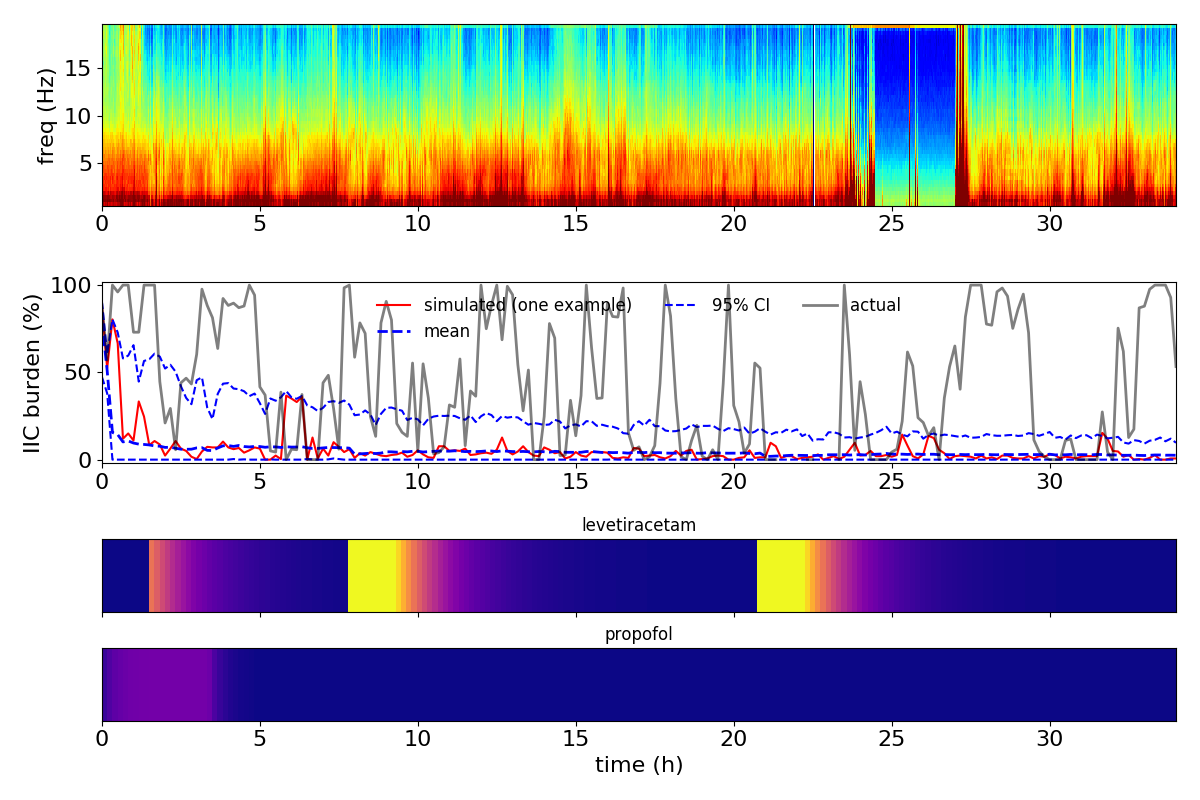 freq (Hz)
15
10
5
0 5 10 15 20 25 30
IIC burden (%)
100
50
0
simulated (one example)
mean
95% CI
actual
0 5 10 15 20 25 30
levetiracetam
propofol
0 5 10 15 20 25 30
time (h)